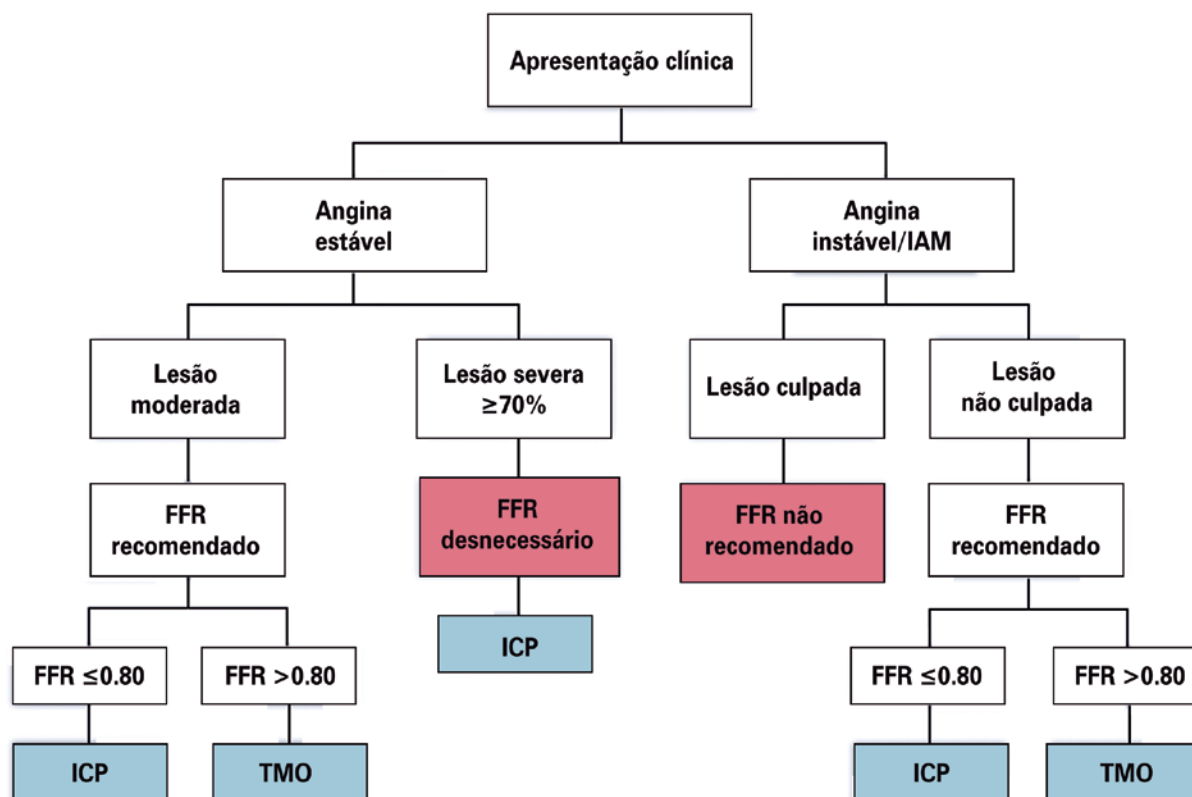 Apresentação clínica
Angina
estável
Angina
instável/IAM
Lesão
moderada
Lesão severa
≥70%
Lesão culpada
Lesão
não culpada
FFR
recomendado
FFR
desnecessário
FFR não
recomendado
FFR
recomendado
ICP
FFR ≤0.80
FFR >0.80
FFR ≤0.80
FFR >0.80
ICP
TMO
ICP
TMO